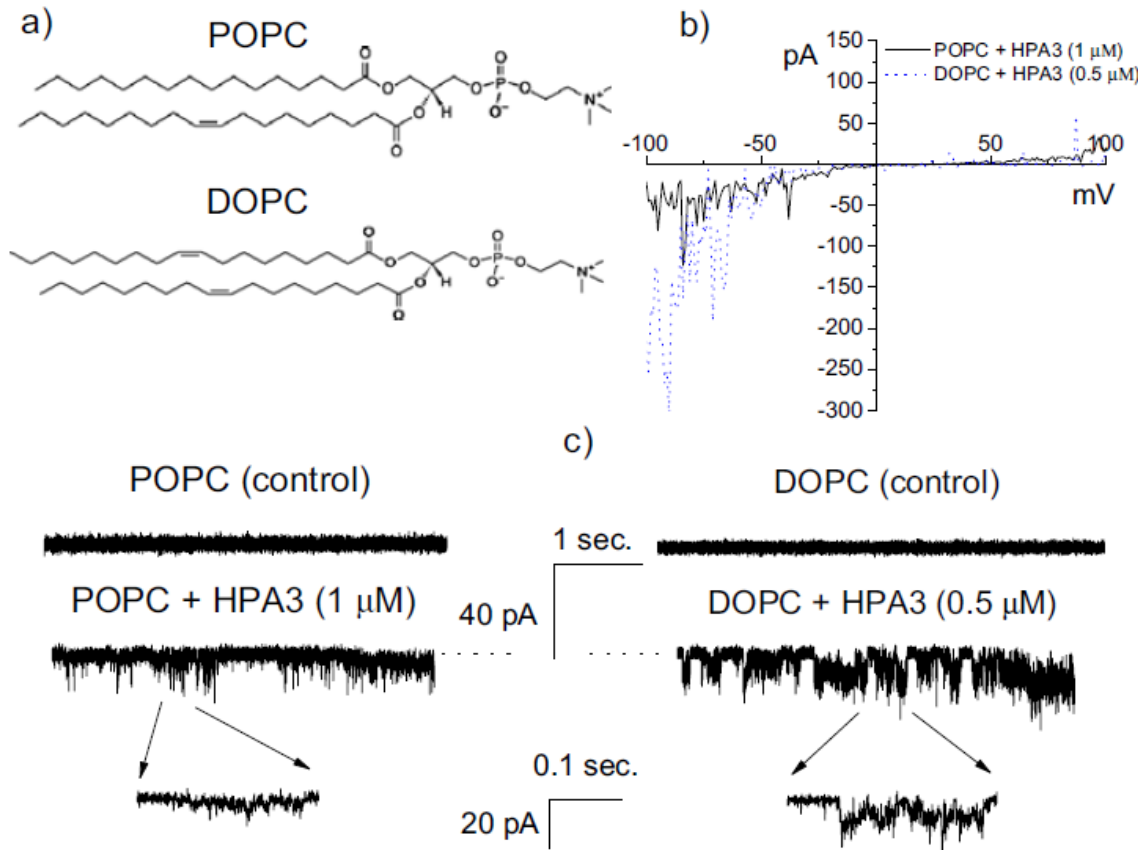 a)
POPC
O
O
O
H
O
O
P
O
O⁻
N⁺
DOPC
O
O
O
H
O
O
P
O
O⁻
N⁺
b)
pA
150
100
50
-100
-50
50
100
mV
-50
-100
-150
-200
-250
-300
POPC + HPA3 (1 μM)
DOPC + HPA3 (0.5 μM)
c)
POPC (control)
DOPC (control)
1 sec.
40 pA
POPC + HPA3 (1 μM)
DOPC + HPA3 (0.5 μM)
0.1 sec.
20 pA